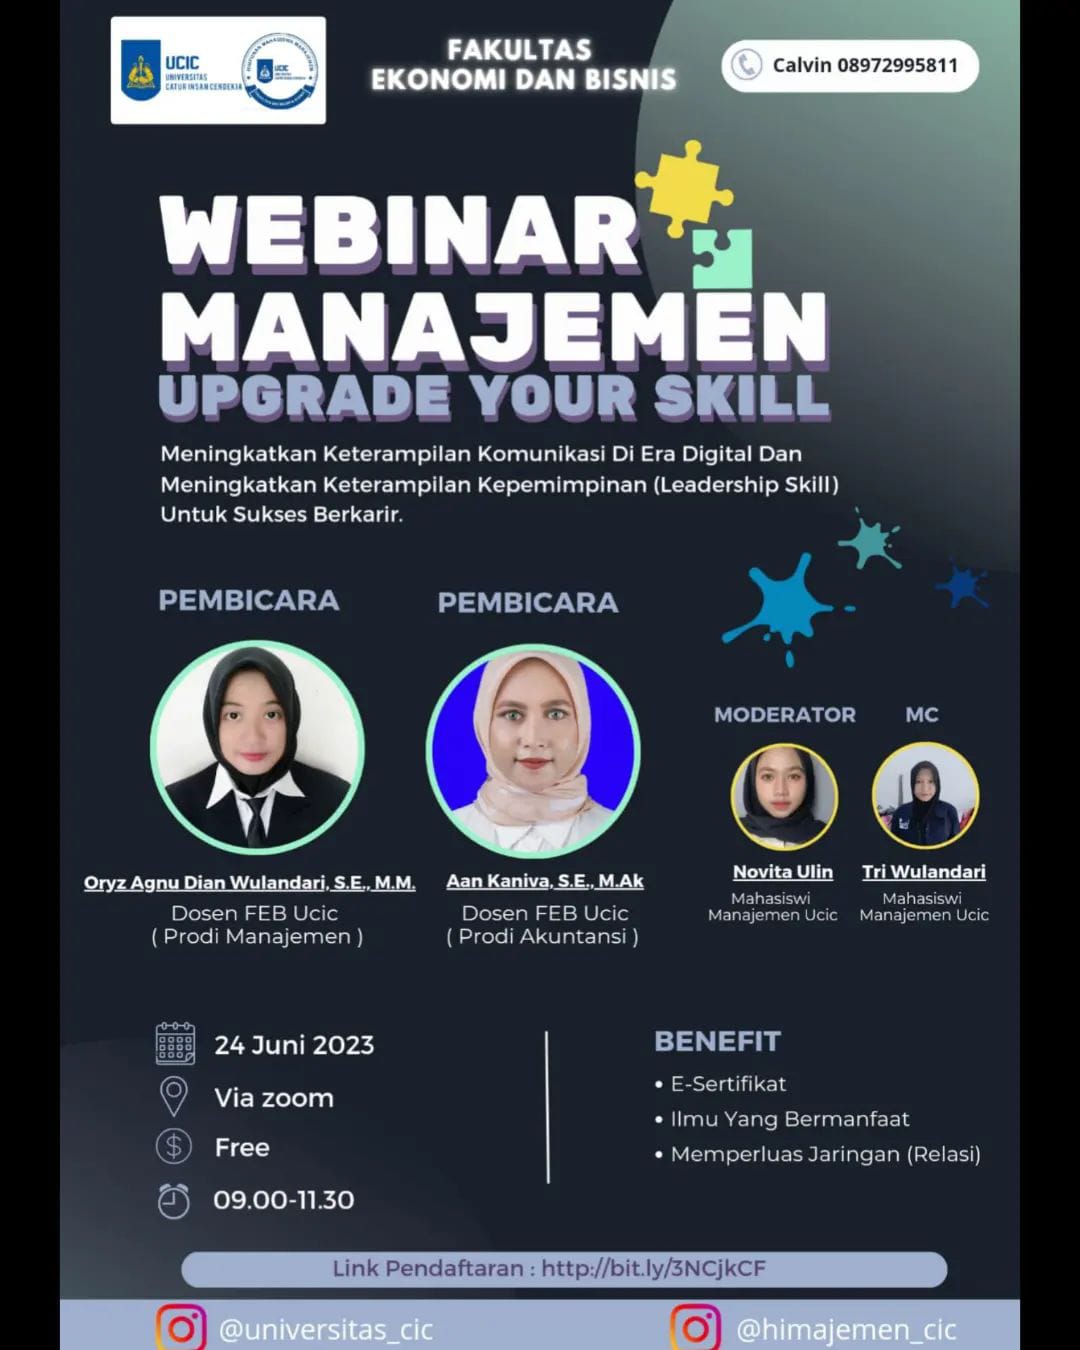 UCIC
UNIVERSITAS
CATUR INSAN CENDEKIA
UCIC
FAKULTAS
EKONOMI DAN BISNIS
Calvin 08972995811
WEBINAR
MANAJEMEN
UPGRADE YOUR SKILL
Meningkatkan Keterampilan Komunikasi Di Era Digital Dan
Meningkatkan Keterampilan Kepemimpinan (Leadership Skill)
Untuk Sukses Berkarir.
PEMBICARA
Oryz Agnu Dian Wulandari, S.E., M.M.
Dosen FEB Ucic
( Prodi Manajemen )
PEMBICARA
Aan Kaniva, S.E., M.Ak
Dosen FEB Ucic
( Prodi Akuntansi )
MODERATOR
Novita Ulin
Mahasiswi
Manajemen Ucic
MC
Tri Wulandari
Mahasiswi
Manajemen Ucic
24 Juni 2023
Via zoom
Free
09.00-11.30
BENEFIT
• E-Sertifikat
• Ilmu Yang Bermanfaat
• Memperluas Jaringan (Relasi)
Link Pendaftaran : http://bit.ly/3NCjkCF
@universitas_cic
@himajemen_cic